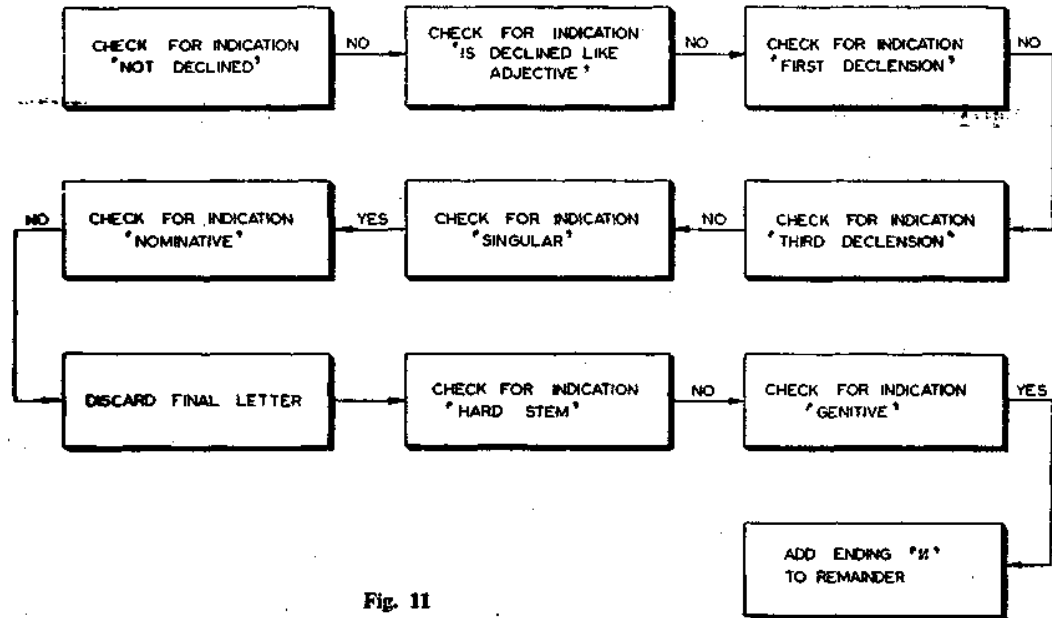 CHECK FOR INDICATION
"NOT DECLINED"
NO
CHECK FOR INDICATION
"IS DECLINED LIKE
ADJECTIVE"
NO
CHECK FOR INDICATION
"FIRST DECLENSION"
NO
CHECK FOR INDICATION
"THIRD DECLENSION"
NO
CHECK FOR INDICATION
"SINGULAR"
YES
CHECK FOR INDICATION
"NOMINATIVE"
NO
DISCARD FINAL LETTER
CHECK FOR INDICATION
"HARD STEM"
NO
CHECK FOR INDICATION
"GENITIVE"
YES
ADD ENDING "И"
TO REMAINDER
Fig. 11